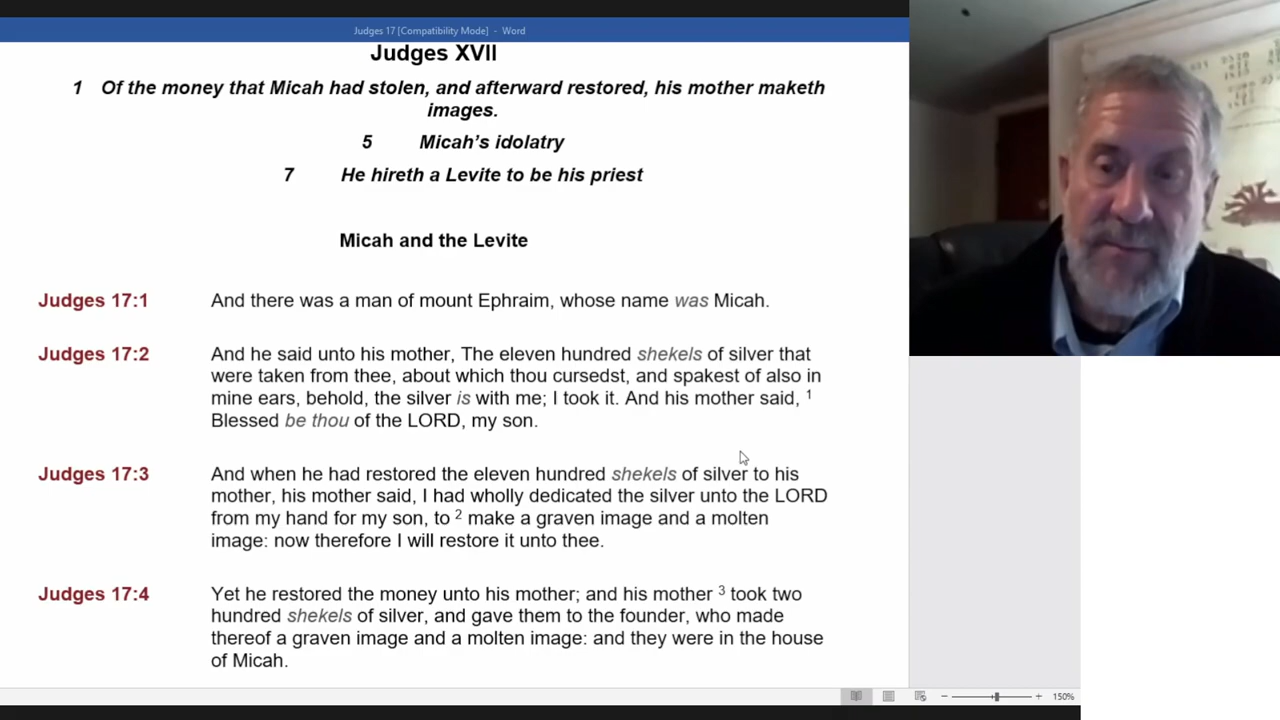 Judges 17 [Compatibility Mode] - Word
Judges XVII
1 Of the money that Micah had stolen, and afterward restored, his mother maketh
images.
5 Micah's idolatry
7 He hireth a Levite to be his priest
Micah and the Levite
Judges 17:1 And there was a man of mount Ephraim, whose name was Micah.
Judges 17:2 And he said unto his mother, The eleven hundred shekels of silver that
were taken from thee, about which thou cursedst, and spakest of also in
mine ears, behold, the silver is with me; I took it. And his mother said, 1
Blessed be thou of the LORD, my son.
Judges 17:3 And when he had restored the eleven hundred shekels of silver to his
mother, his mother said, I had wholly dedicated the silver unto the LORD
from my hand for my son, to 2 make a graven image and a molten
image: now therefore I will restore it unto thee.
Judges 17:4 Yet he restored the money unto his mother; and his mother 3 took two
hundred shekels of silver, and gave them to the founder, who made
thereof a graven image and a molten image: and they were in the house
of Micah.
150%